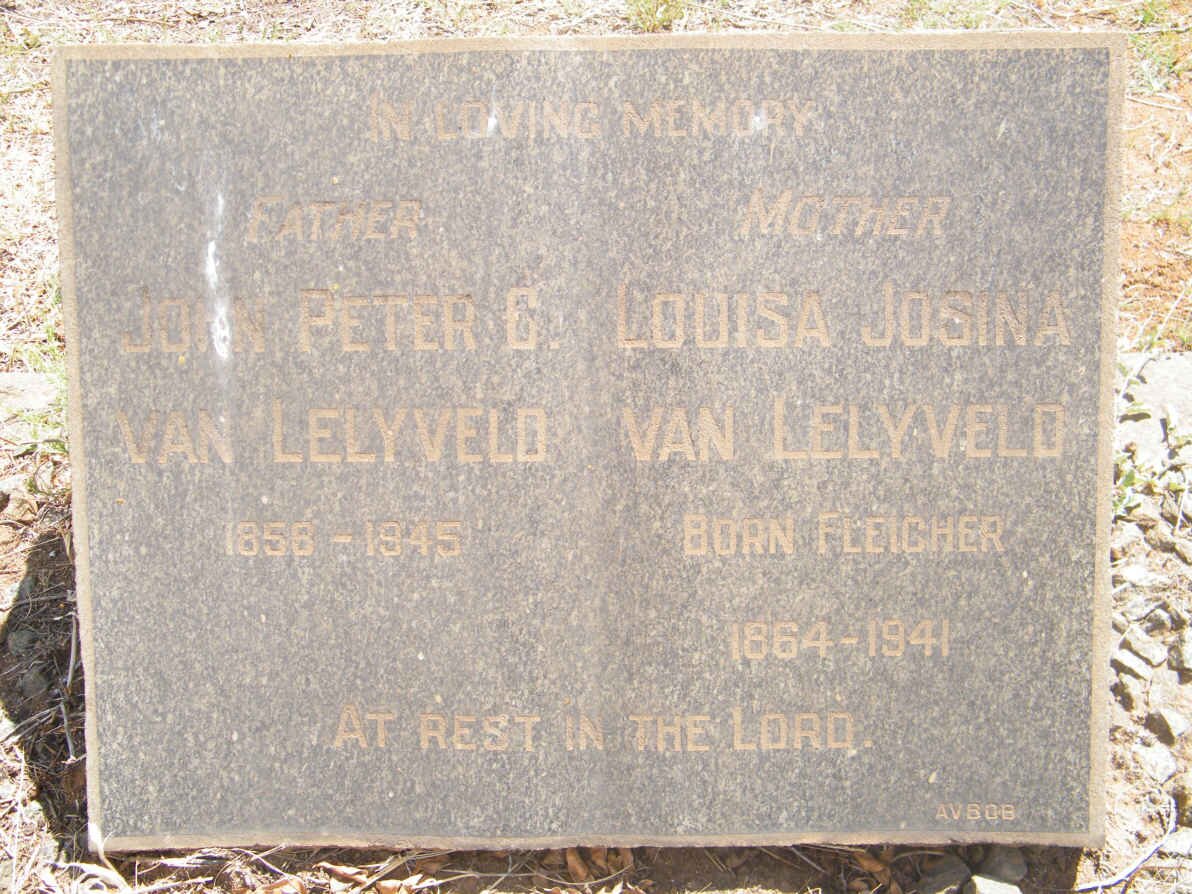 In Loving Memory
Father
John Peter G.
van Lelyveld
1856 - 1945
Mother
Louisa Josina
van Lelyveld
Born Fleicher
1864 - 1941
At rest in the Lord.
AVBOB